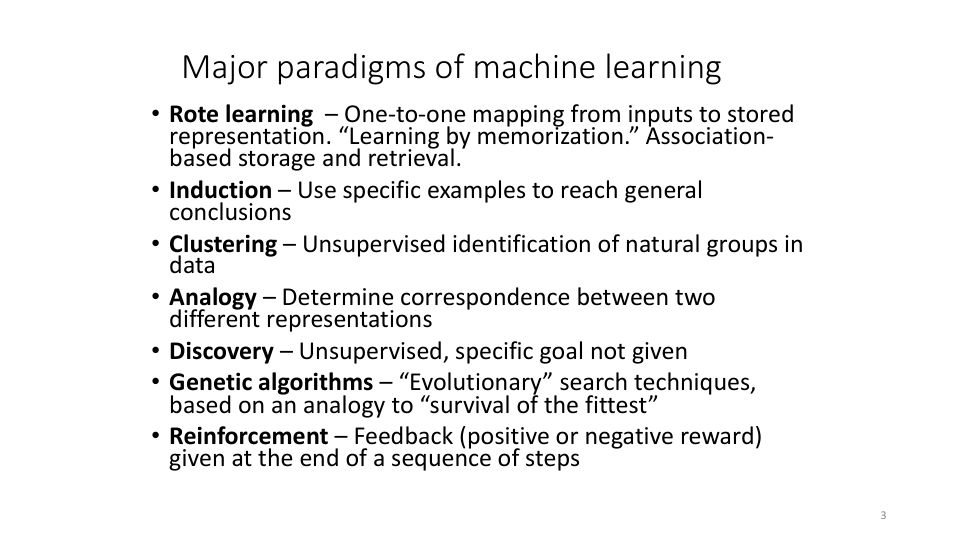 Major paradigms of machine learning
• Rote learning – One-to-one mapping from inputs to stored
representation. “Learning by memorization.” Association-
based storage and retrieval.
• Induction – Use specific examples to reach general
conclusions
• Clustering – Unsupervised identification of natural groups in
data
• Analogy – Determine correspondence between two
different representations
• Discovery – Unsupervised, specific goal not given
• Genetic algorithms – “Evolutionary” search techniques,
based on an analogy to “survival of the fittest”
• Reinforcement – Feedback (positive or negative reward)
given at the end of a sequence of steps
3